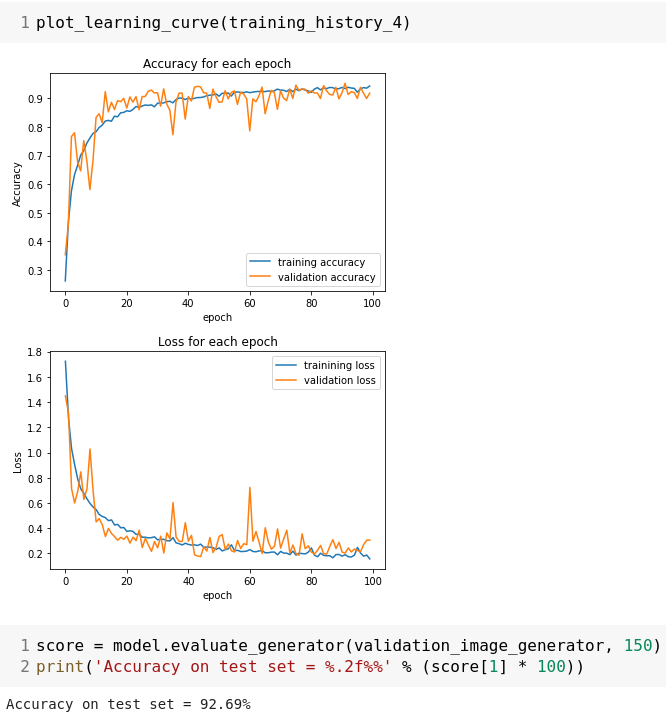 1 plot_learning_curve(training_history_4)
Accuracy for each epoch
0.9
0.8
0.7
0.6
0.5
0.4
0.3
Accuracy
training accuracy
validation accuracy
0 20 40 60 80 100
epoch
Loss for each epoch
1.8
1.6
1.4
1.2
1.0
0.8
0.6
0.4
0.2
Loss
trainining loss
validation loss
0 20 40 60 80 100
epoch
1 score = model.evaluate_generator(validation_image_generator, 150)
2 print('Accuracy on test set = %.2f%%' % (score[1] * 100))
Accuracy on test set = 92.69%